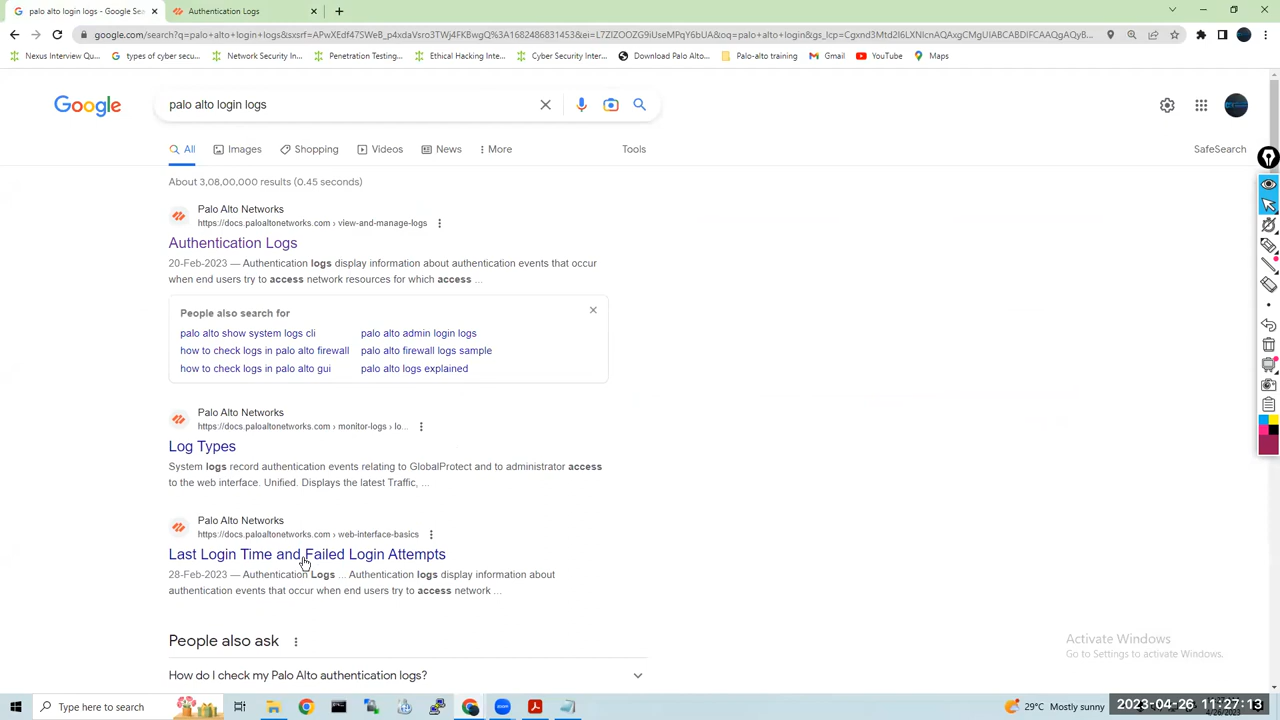 palo alto login logs - Google Sea
Authentication Logs
google.com/search?q=palo+alto+login+logs&sxsrf=
Nexus Interview Qu...
types of cyber secu...
Network Security In...
Penetration Testing...
Ethical Hacking Inte...
Cyber Security Inter...
Download Palo Alto...
Palo-alto training
Gmail
YouTube
Maps
Google
palo alto login logs
All
Images
Shopping
Videos
News
More
Tools
SafeSearch
About 3,08,00,000 results (0.45 seconds)
Palo Alto Networks
https://docs.paloaltonetworks.com › view-and-manage-logs
Authentication Logs
20-Feb-2023 — Authentication logs display information about authentication events that occur
when end users try to access network resources for which access ...
People also search for
palo alto show system logs cli
palo alto admin login logs
how to check logs in palo alto firewall
palo alto firewall logs sample
how to check logs in palo alto gui
palo alto logs explained
Palo Alto Networks
https://docs.paloaltonetworks.com › monitor-logs › lo...
Log Types
System logs record authentication events relating to GlobalProtect and to administrator access
to the web interface. Unified. Displays the latest Traffic, ...
Palo Alto Networks
https://docs.paloaltonetworks.com › web-interface-basics
Last Login Time and Failed Login Attempts
28-Feb-2023 — Authentication Logs ... Authentication logs display information about
authentication events that occur when end users try to access network ...
People also ask
How do I check my Palo Alto authentication logs?
Activate Windows
Go to Settings to activate Windows.
Type here to search
29°C Mostly sunny
2023-04-26 11:27:13